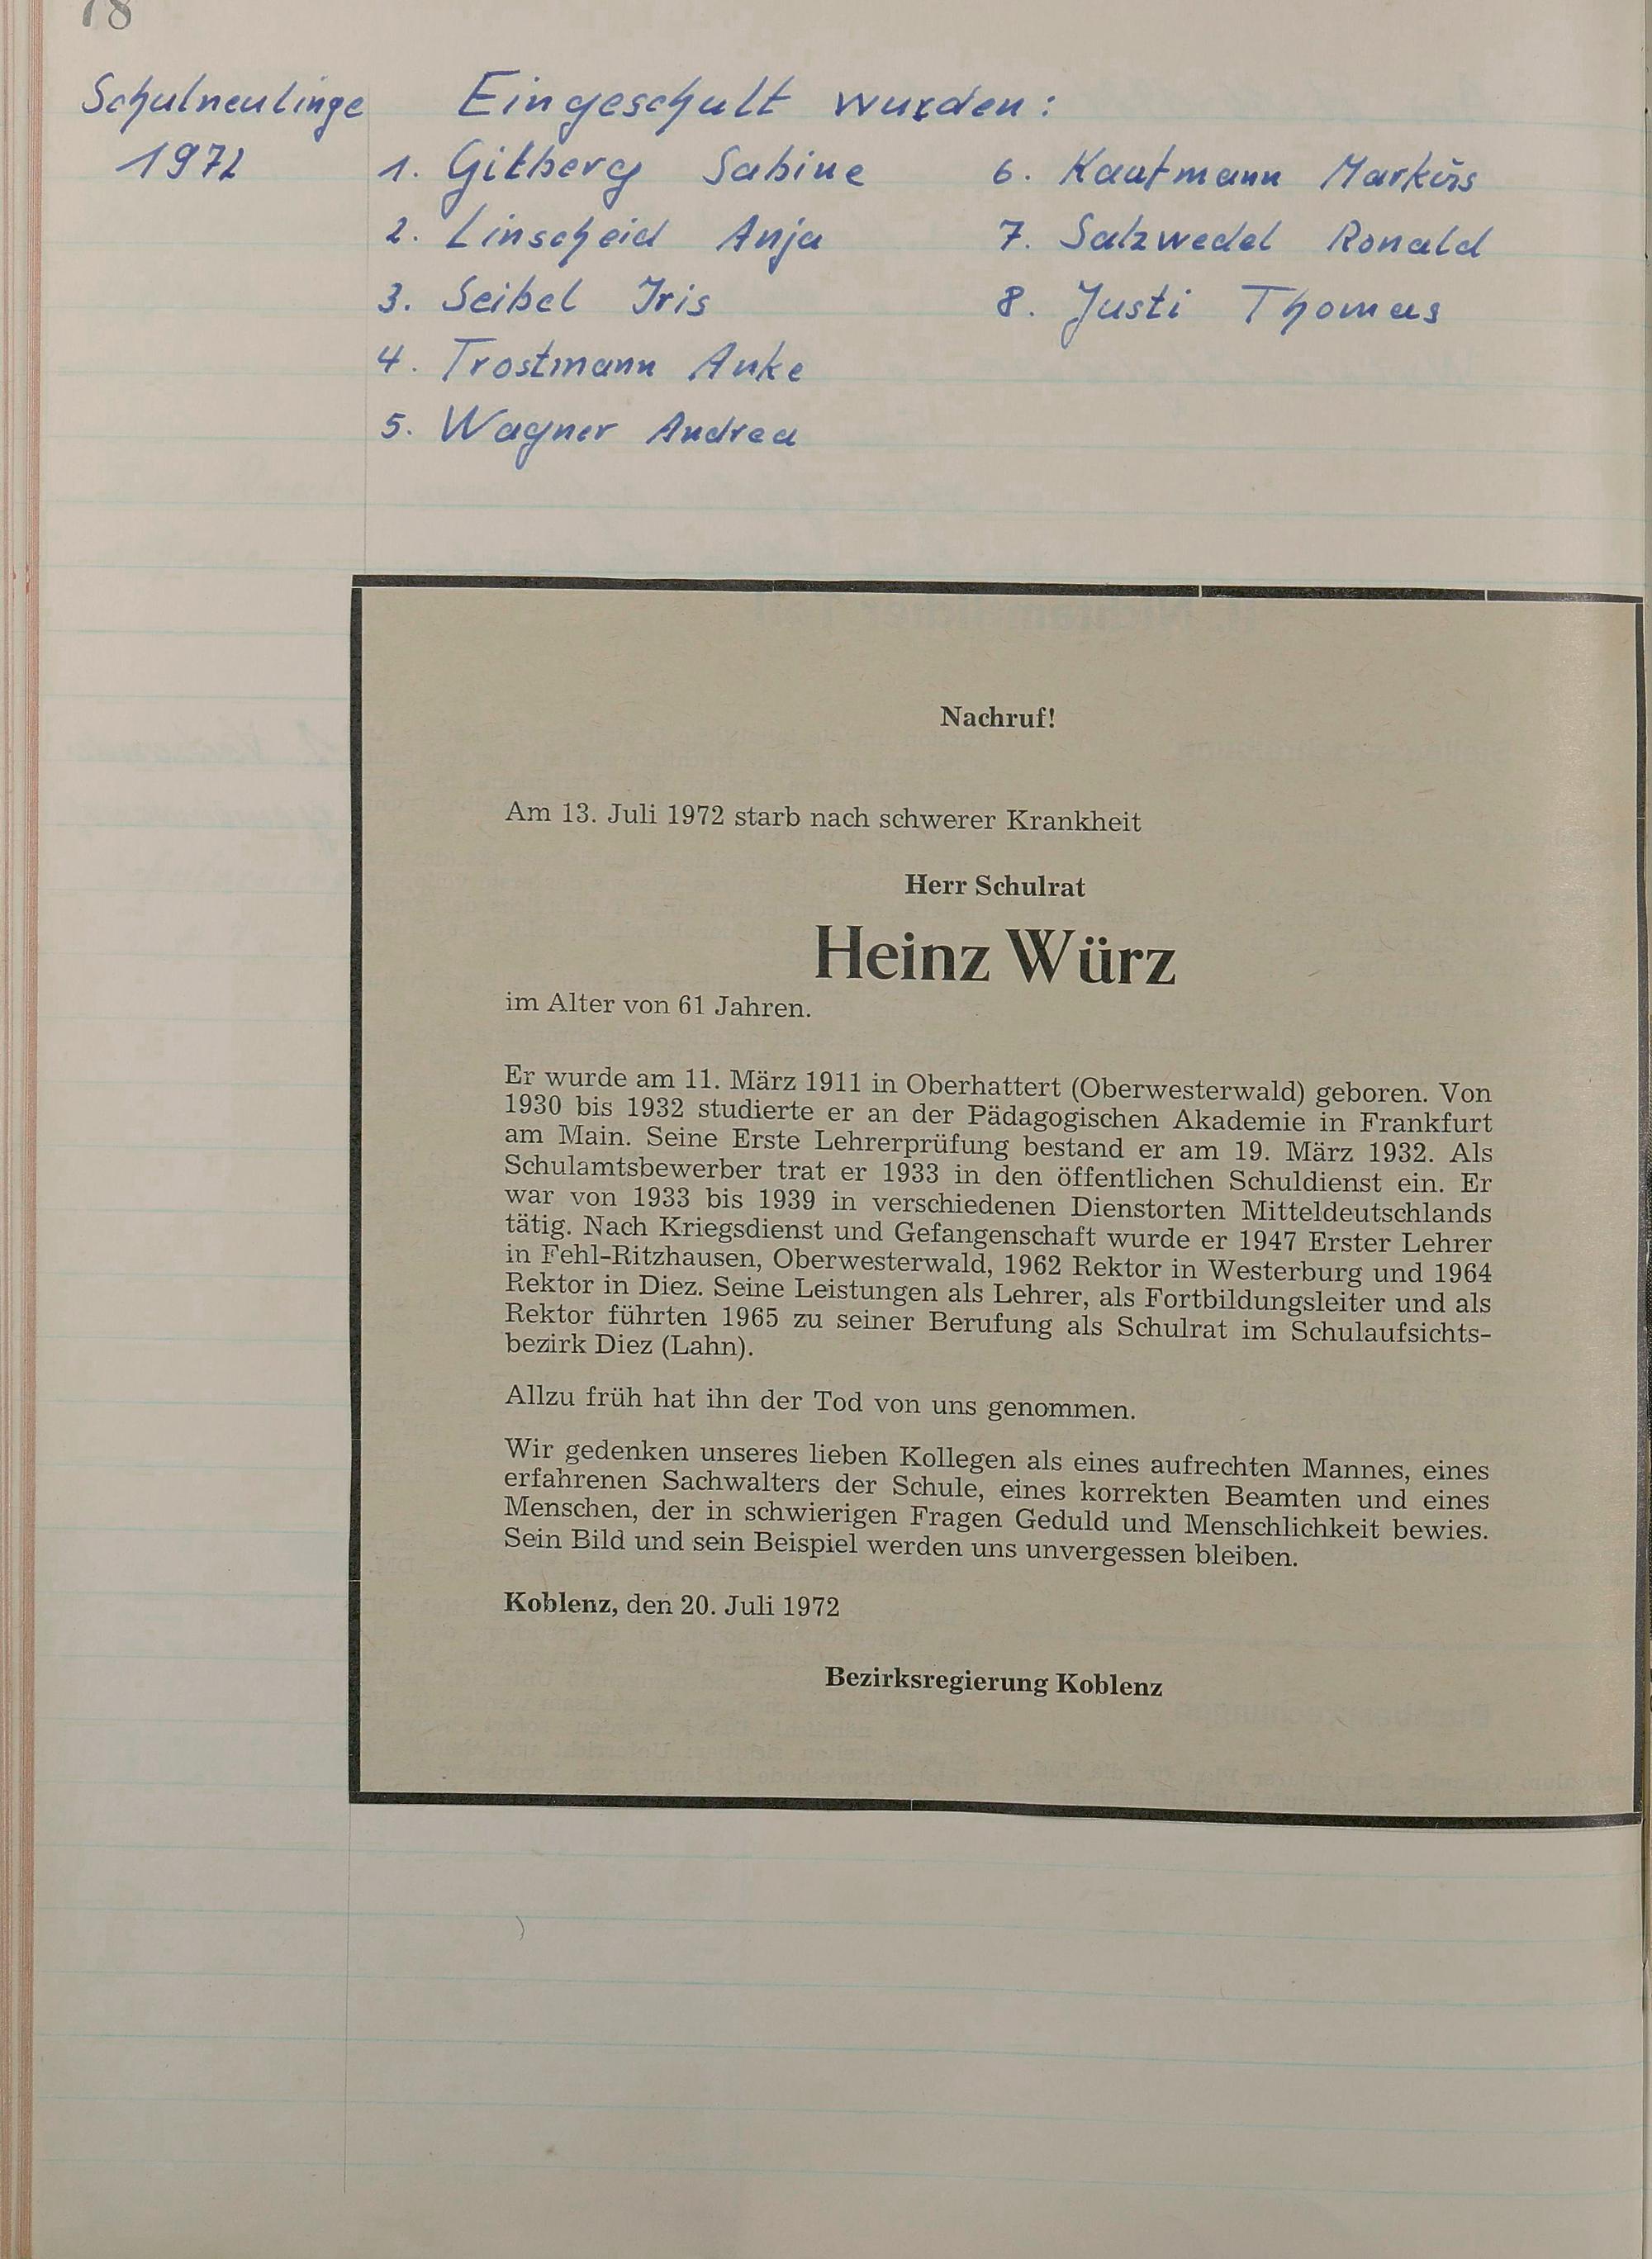 78
Schulneulinge
1972
Eingeschult wurden:
1. Gilberg Sabine
2. Linscheid Anja
3. Seibel Iris
4. Trostmann Anke
5. Wagner Andrea
6. Kaufmann Markus
7. Salzwedel Ronald
8. Justi Thomas
Nachruf!
Am 13. Juli 1972 starb nach schwerer Krankheit
Herr Schulrat
Heinz Würz
im Alter von 61 Jahren.
Er wurde am 11. März 1911 in Oberhattert (Oberwesterwald) geboren. Von
1930 bis 1932 studierte er an der Pädagogischen Akademie in Frankfurt
am Main. Seine Erste Lehrerprüfung bestand er am 19. März 1932. Als
Schulamtsbewerber trat er 1933 in den öffentlichen Schuldienst ein. Er
war von 1933 bis 1939 in verschiedenen Dienstorten Mitteldeutschlands
tätig. Nach Kriegsdienst und Gefangenschaft wurde er 1947 Erster Lehrer
in Fehl-Ritzhausen, Oberwesterwald, 1962 Rektor in Westerburg und 1964
Rektor in Diez. Seine Leistungen als Lehrer, als Fortbildungsleiter und als
Rektor führten 1965 zu seiner Berufung als Schulrat im Schulaufsichts-
bezirk Diez (Lahn).
Allzu früh hat ihn der Tod von uns genommen.
Wir gedenken unseres lieben Kollegen als eines aufrechten Mannes, eines
erfahrenen Sachwalters der Schule, eines korrekten Beamten und eines
Menschen, der in schwierigen Fragen Geduld und Menschlichkeit bewies.
Sein Bild und sein Beispiel werden uns unvergessen bleiben.
Koblenz, den 20. Juli 1972
Bezirksregierung Koblenz